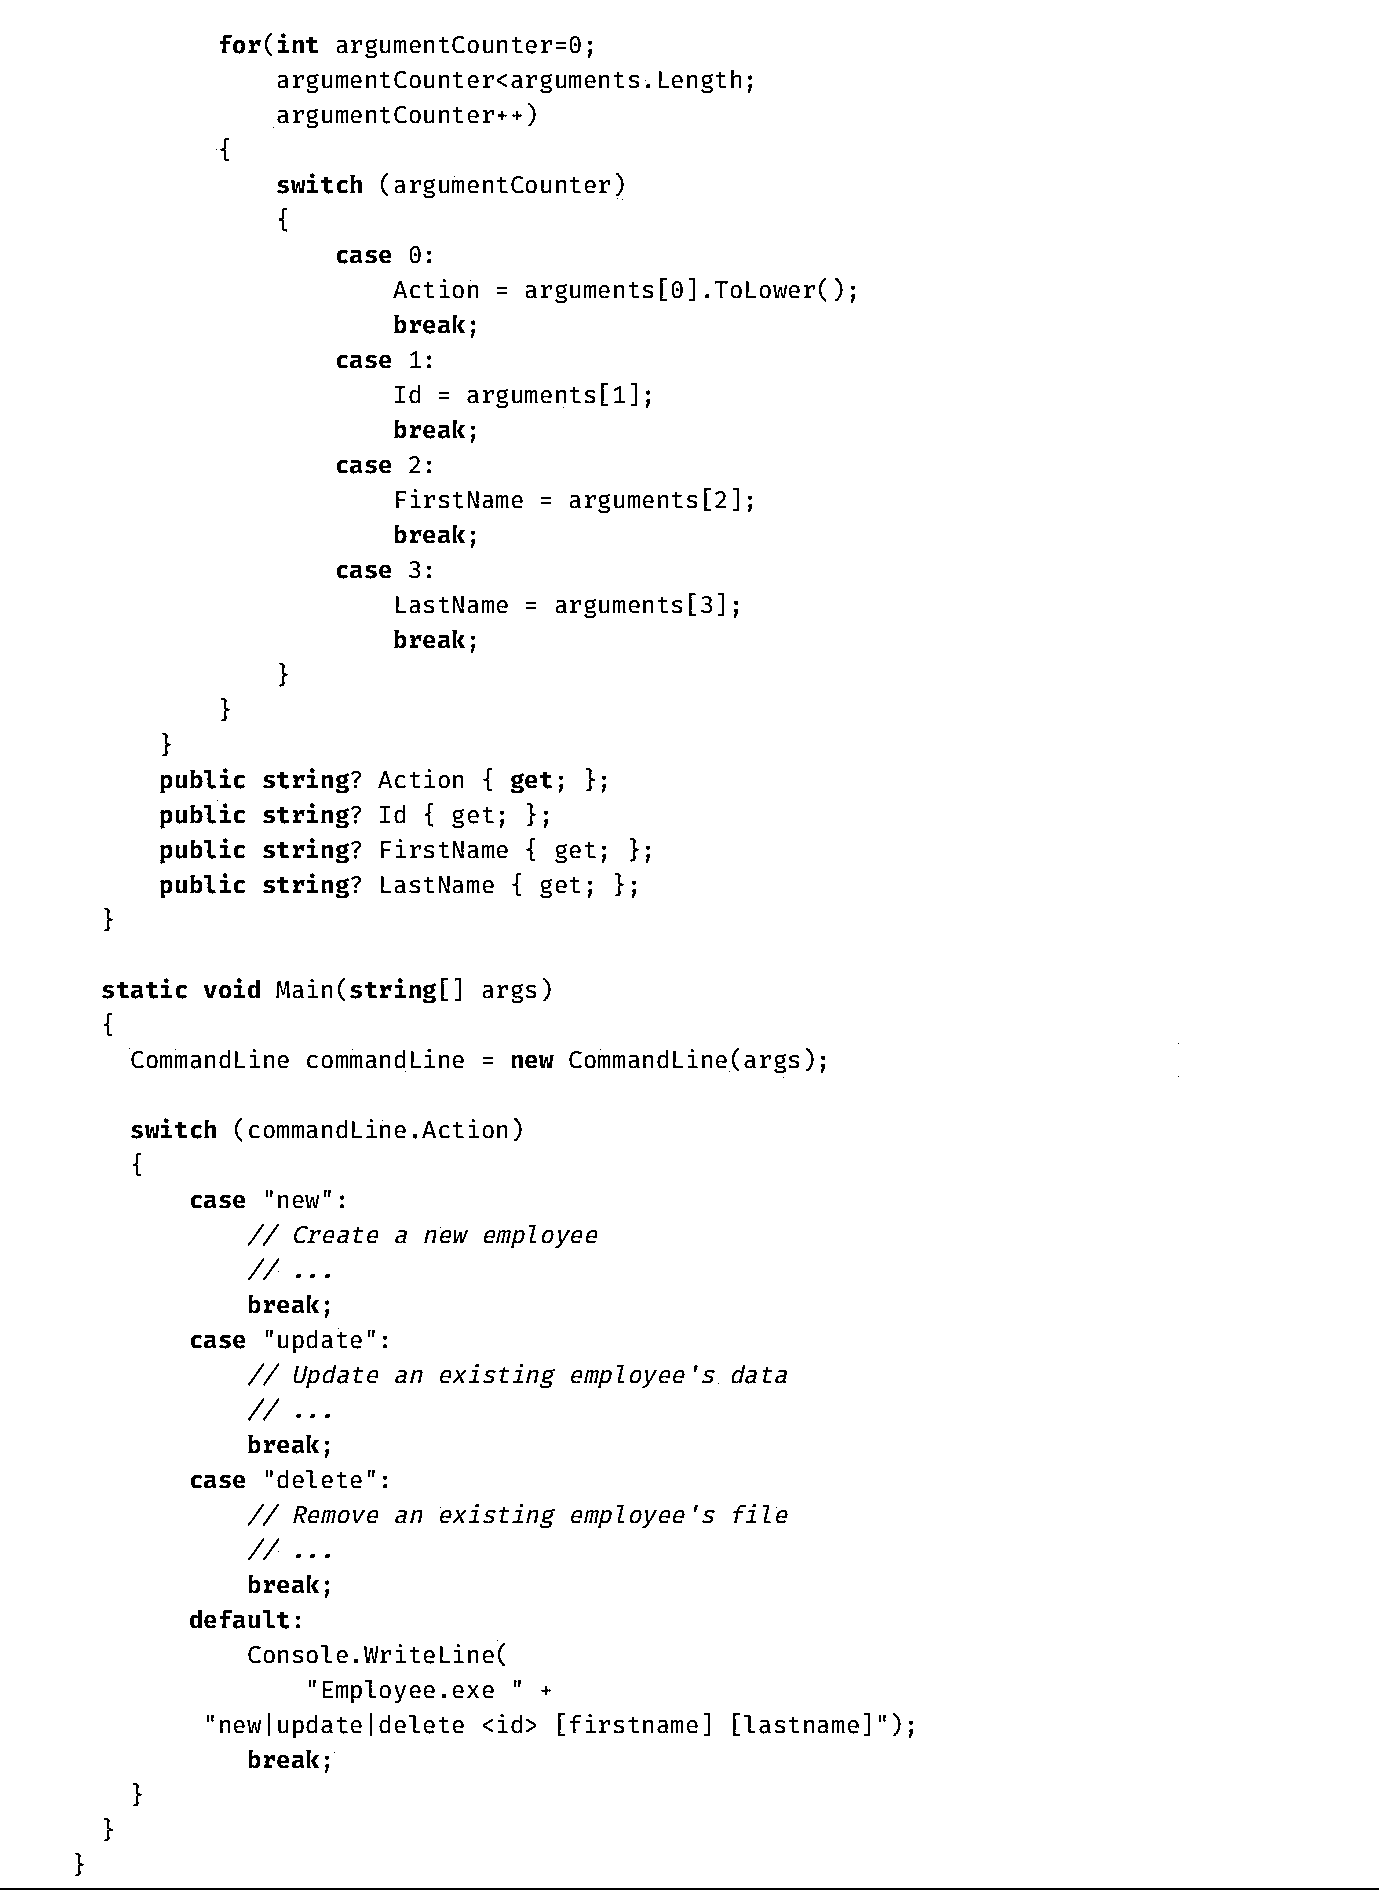 for(int argumentCounter=0;
argumentCounter<arguments.Length;
argumentCounter++)
{
switch (argumentCounter)
{
case 0:
Action = arguments[0].ToLower();
break;
case 1:
Id = arguments[1];
break;
case 2:
FirstName = arguments[2];
break;
case 3:
LastName = arguments[3];
break;
}
}
}
public string? Action { get; };
public string? Id { get; };
public string? FirstName { get; };
public string? LastName { get; };
}
static void Main(string[] args)
{
CommandLine commandLine = new CommandLine(args);
switch (commandLine.Action)
{
case "new":
// Create a new employee
// ...
break;
case "update":
// Update an existing employee's data
// ...
break;
case "delete":
// Remove an existing employee's file
// ...
break;
default:
Console.WriteLine(
"Employee.exe " +
"new|update|delete <id> [firstname] [lastname]");
break;
}
}
}